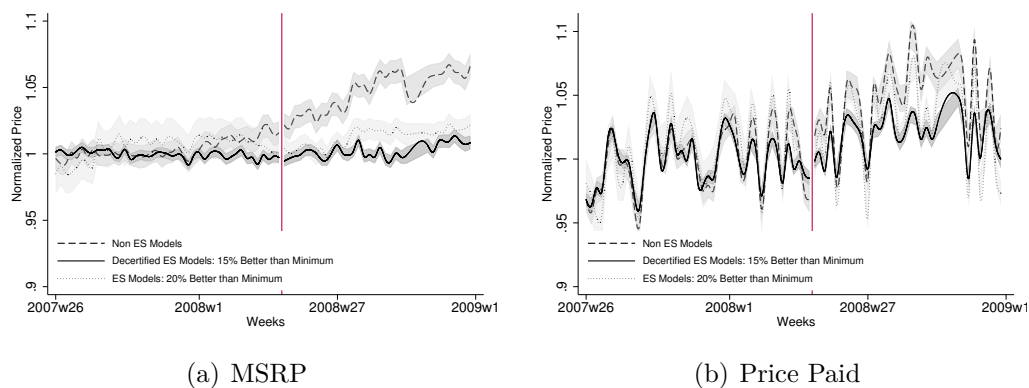 Normalized Price
1.1
1.05
1
.95
.9
Non ES Models
Decertified ES Models: 15% Better than Minimum
ES Models: 20% Better than Minimum
2007w26
2008w1
2008w27
2009w1
Weeks
(a) MSRP
Normalized Price
1.1
1.05
1
.95
.9
Non ES Models
Decertified ES Models: 15% Better than Minimum
ES Models: 20% Better than Minimum
2007w26
2008w1
2008w27
2009w1
Weeks
(b) Price Paid